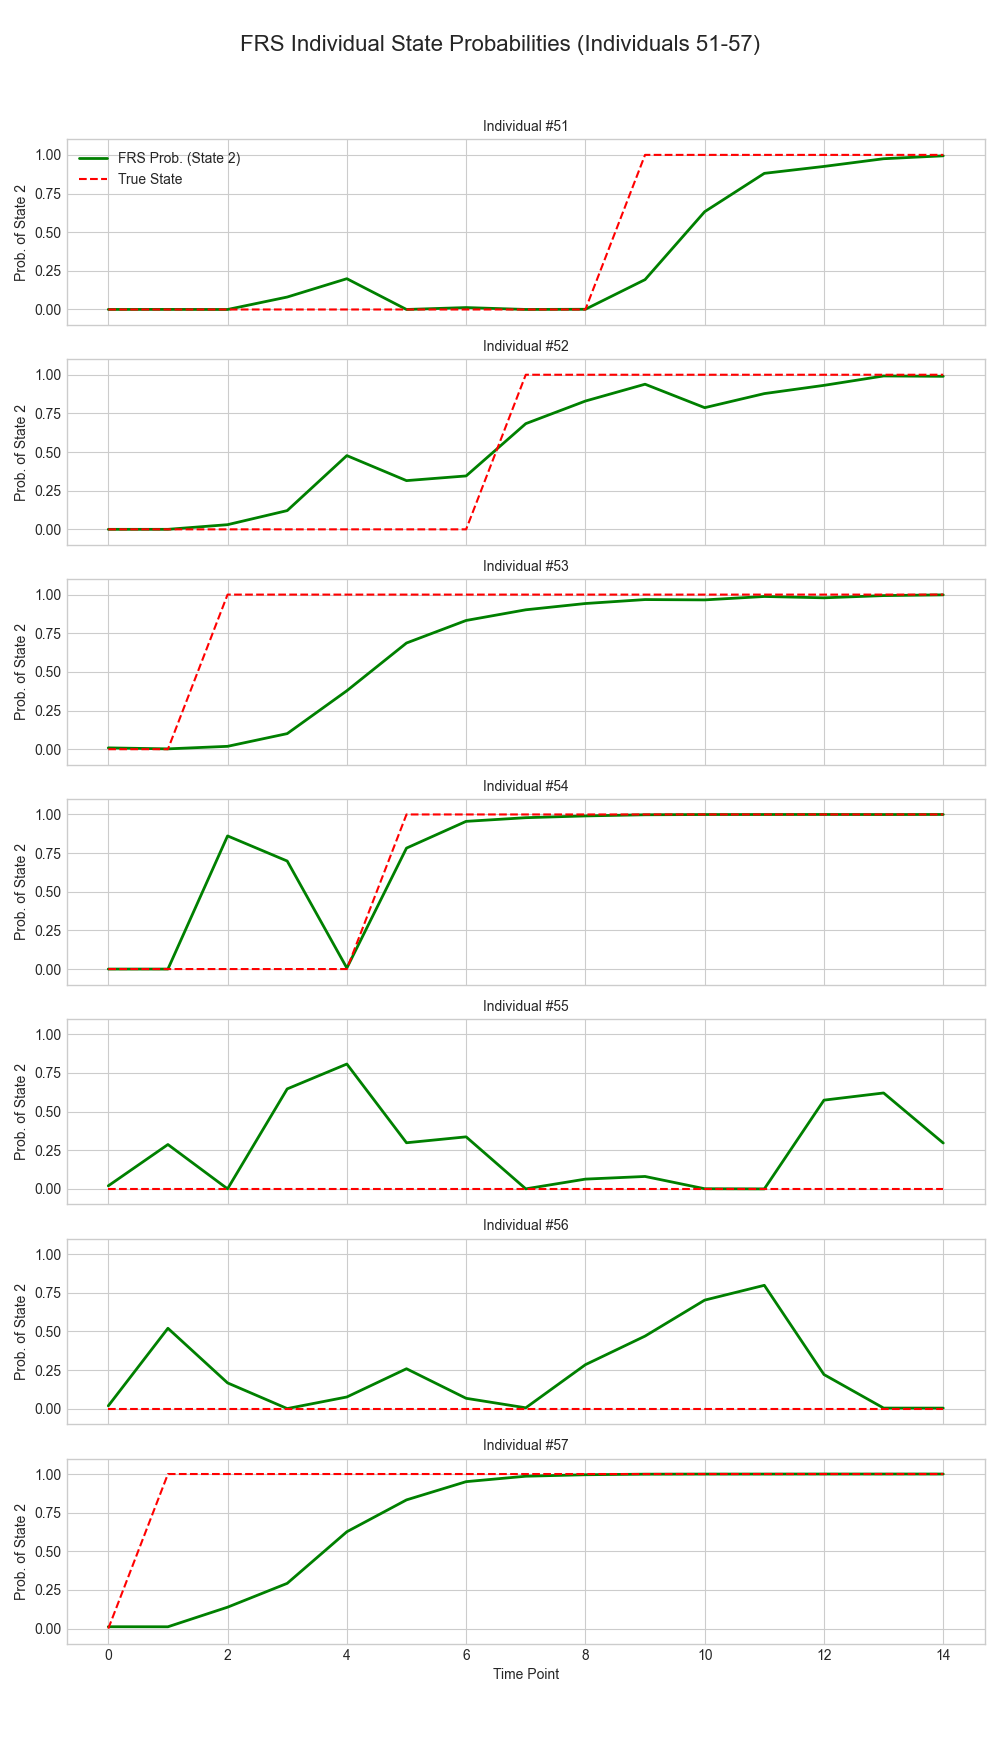 FRS Individual State Probabilities (Individuals 51-57)
Individual #51
FRS Prob. (State 2)
True State
Prob. of State 2
1.00
0.75
0.50
0.25
0.00
Individual #52
Prob. of State 2
1.00
0.75
0.50
0.25
0.00
Individual #53
Prob. of State 2
1.00
0.75
0.50
0.25
0.00
Individual #54
Prob. of State 2
1.00
0.75
0.50
0.25
0.00
Individual #55
Prob. of State 2
1.00
0.75
0.50
0.25
0.00
Individual #56
Prob. of State 2
1.00
0.75
0.50
0.25
0.00
Individual #57
Prob. of State 2
1.00
0.75
0.50
0.25
0.00
0 2 4 6 8 10 12 14
Time Point